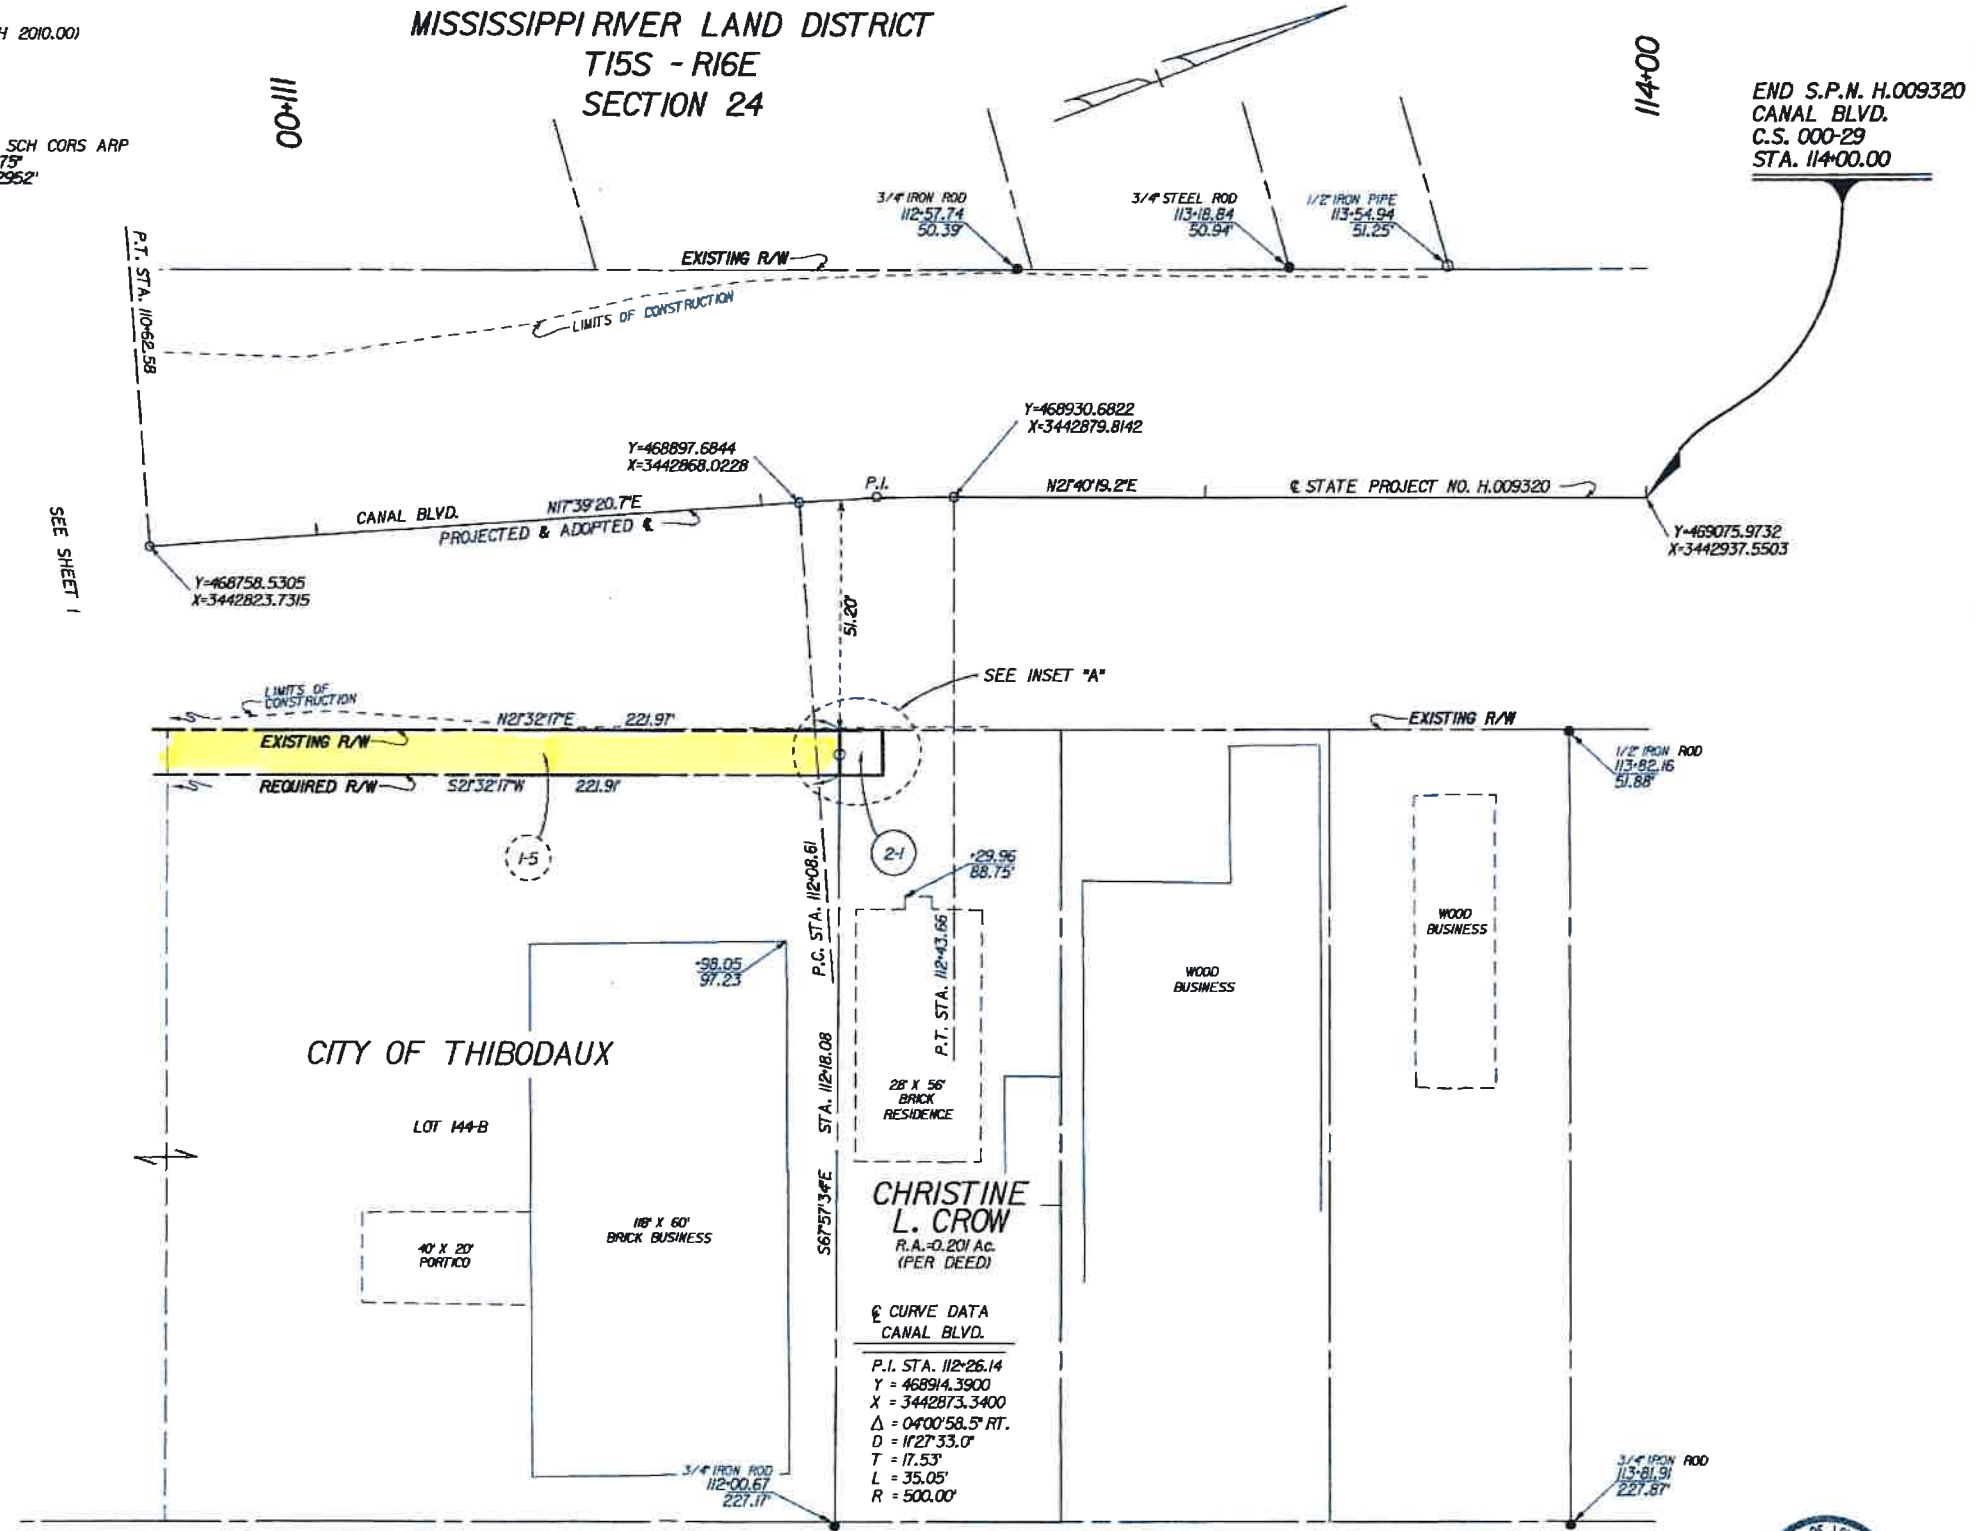 H 2010.00)
MISSISSIPPI RIVER LAND DISTRICT
T15S - R16E
SECTION 24
111+00
114+00
SCH CORS ARP
75"
2952'
END S.P.N. H.009320
CANAL BLVD.
C.S. 000-29
STA. 114+00.00
3/4" IRON ROD
112+57.74
50.39'
3/4" STEEL ROD
113+18.84
50.94'
1/2" IRON PIPE
113+54.94
51.25'
P.T. STA. 110+62.58
EXISTING R/W
LIMITS OF CONSTRUCTION
Y=468930.6822
X=3442879.8142
Y=468897.6844
X=3442868.0228
P.I.
N17°39'20.7"E
CANAL BLVD.
PROJECTED & ADOPTED ℄
N21°40'19.2"E
℄ STATE PROJECT NO. H.009320
Y=469075.9732
X=3442937.5503
SEE SHEET 1
Y=468758.5305
X=3442823.7315
51.20'
SEE INSET "A"
LIMITS OF
CONSTRUCTION
N21°32'17"E 221.97'
EXISTING R/W
EXISTING R/W
REQUIRED R/W
S21°32'17"W 221.91'
1/2" IRON ROD
113+82.16
51.88'
1-5
2-1
+29.96
88.75'
P.C. STA. 112+08.61
P.T. STA. 112+43.66
+98.05
97.23
WOOD
BUSINESS
WOOD
BUSINESS
CITY OF THIBODAUX
LOT 144-B
S67°57'34"E STA. 112+18.08
28' X 56'
BRICK
RESIDENCE
CHRISTINE
L. CROW
R.A.=0.201 Ac.
(PER DEED)
118' X 60'
BRICK BUSINESS
40' X 20'
PORTICO
℄ CURVE DATA
CANAL BLVD.
P.I. STA. 112+26.14
Y = 468914.3900
X = 3442873.3400
Δ = 04°00'58.5" RT.
D = 11°27'33.0"
T = 17.53'
L = 35.05'
R = 500.00'
3/4" IRON ROD
112+00.67
227.17'
3/4" IRON ROD
113+81.91
227.87'